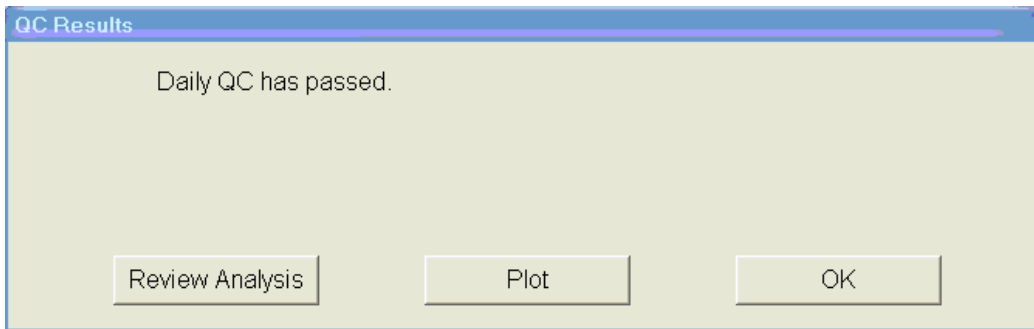 QC Results
Daily QC has passed.
Review Analysis
Plot
OK